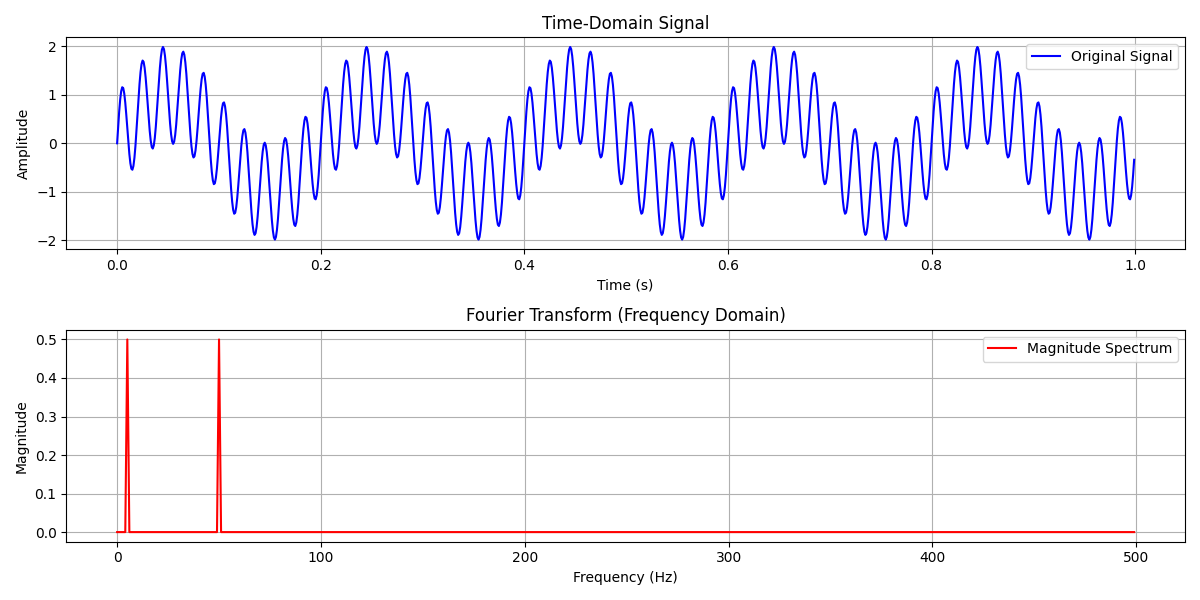 Time-Domain Signal
Original Signal
Amplitude
2
1
0
−1
−2
0.0 0.2 0.4 0.6 0.8 1.0
Time (s)
Fourier Transform (Frequency Domain)
Magnitude Spectrum
Magnitude
0.5
0.4
0.3
0.2
0.1
0.0
0 100 200 300 400 500
Frequency (Hz)